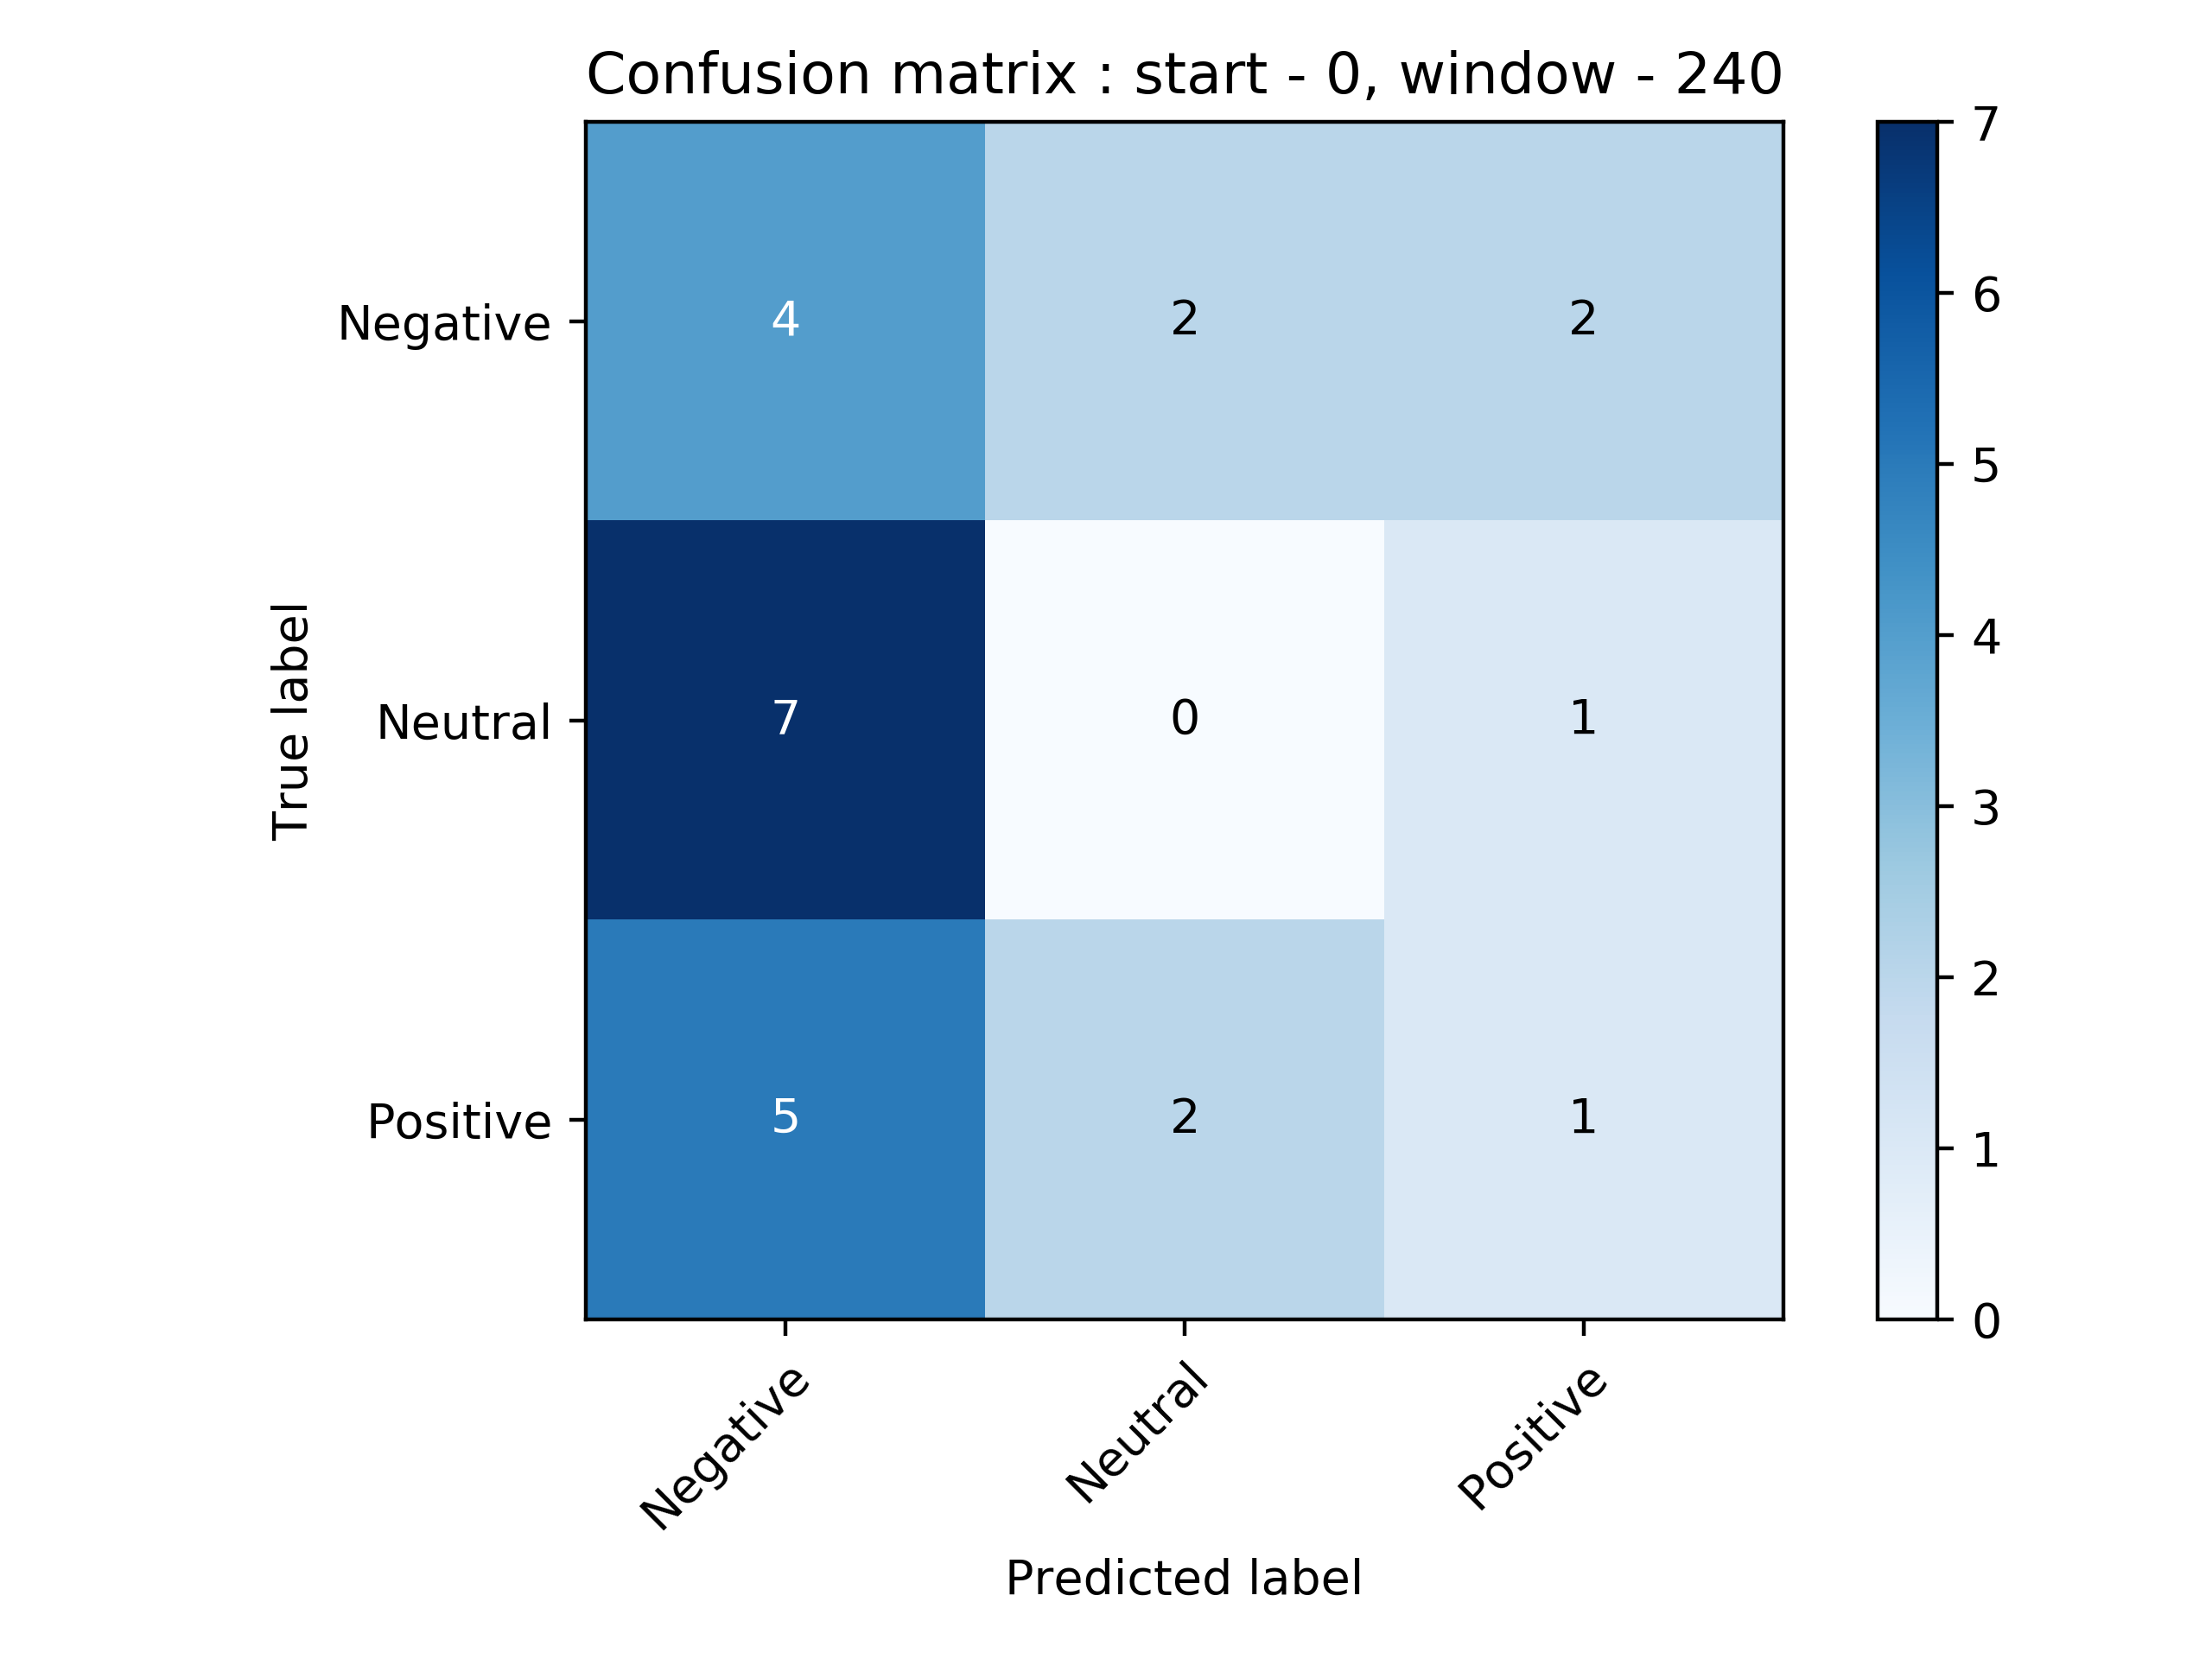 Confusion matrix : start - 0, window - 240
7
6
5
4
3
2
1
0
True label
Negative
4 2 2
Neutral
7 0 1
Positive
5 2 1
Negative
Neutral
Positive
Predicted label